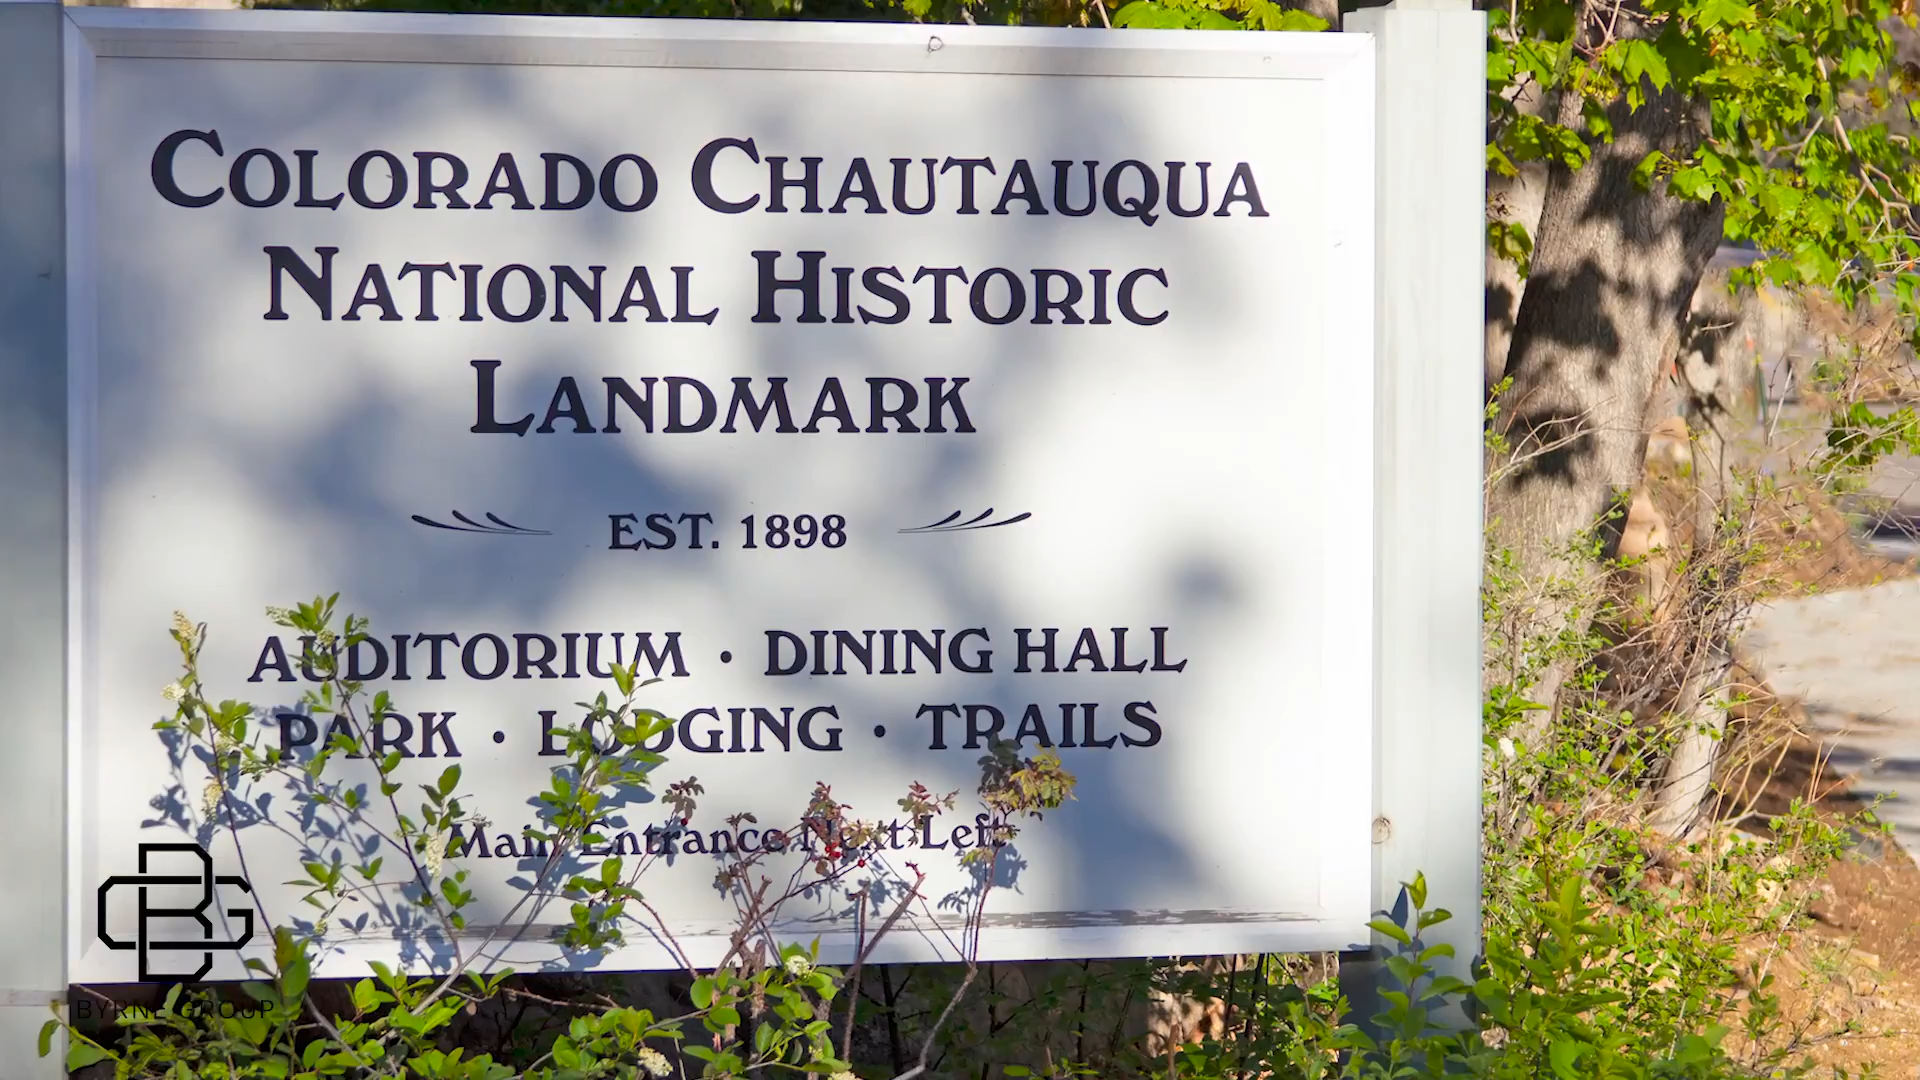 COLORADO CHAUTAUQUA
NATIONAL HISTORIC
LANDMARK
EST. 1898
AUDITORIUM • DINING HALL
PARK • LODGING • TRAILS
Main Entrance Next Left
BG
BYRNE GROUP